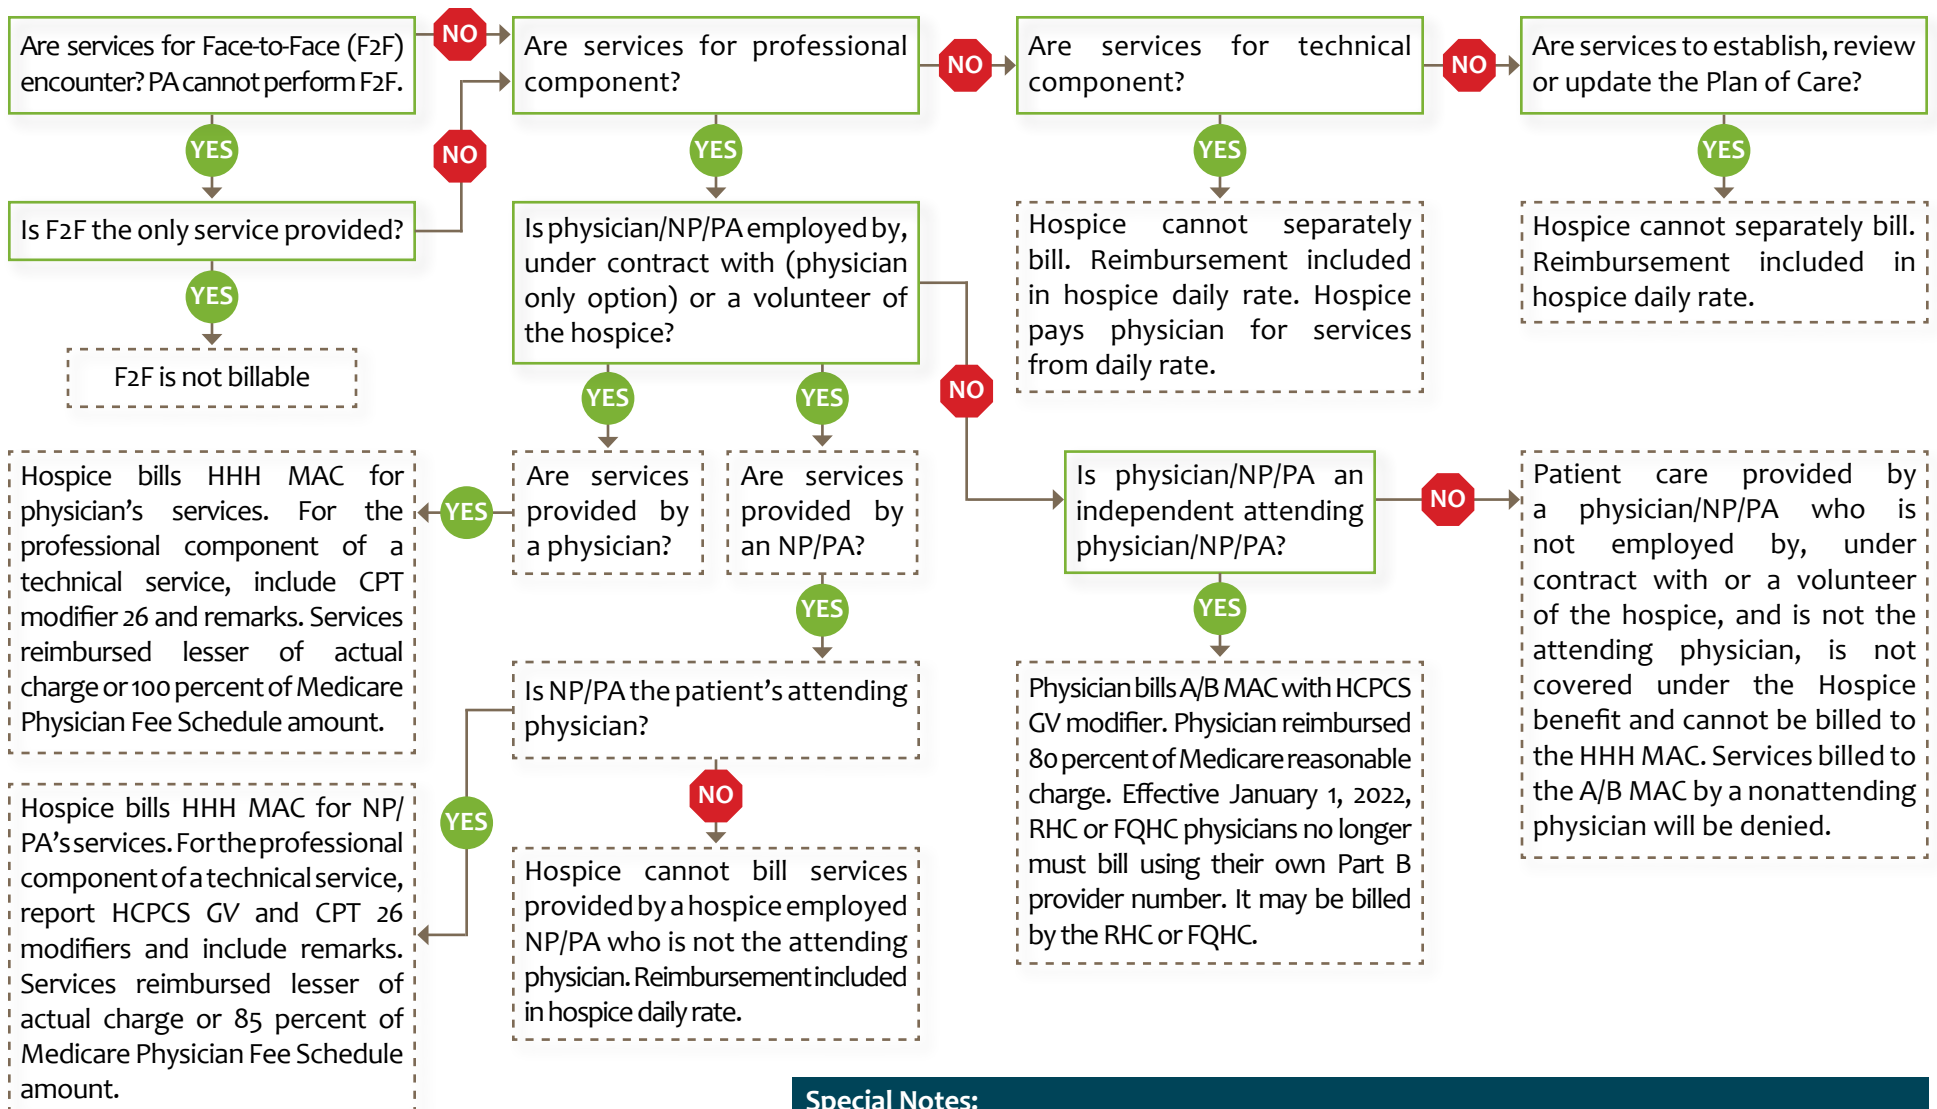 Are services for Face-to-Face (F2F)
encounter? PA cannot perform F2F.
NO
Are services for professional
component?
NO
Are services for technical
component?
NO
Are services to establish, review
or update the Plan of Care?
YES
NO
YES
YES
YES
Is F2F the only service provided?
YES
F2F is not billable
Is physician/NP/PA employed by,
under contract with (physician
only option) or a volunteer of
the hospice?
Hospice cannot separately
bill. Reimbursement included
in hospice daily rate. Hospice
pays physician for services
from daily rate.
Hospice cannot separately bill.
Reimbursement included in
hospice daily rate.
YES
YES
NO
Hospice bills HHH MAC for
physician's services. For the
professional component of a
technical service, include CPT
modifier 26 and remarks. Services
reimbursed lesser of actual
charge or 100 percent of Medicare
Physician Fee Schedule amount.
YES
Are services
provided by
a physician?
Are services
provided by
an NP/PA?
Is physician/NP/PA an
independent attending
physician/NP/PA?
NO
Patient care provided by
a physician/NP/PA who is
not employed by, under
contract with or a volunteer
of the hospice, and is not the
attending physician, is not
covered under the Hospice
benefit and cannot be billed to
the HHH MAC. Services billed to
the A/B MAC by a nonattending
physician will be denied.
YES
YES
Is NP/PA the patient's attending
physician?
Physician bills A/B MAC with HCPCS
GV modifier. Physician reimbursed
80 percent of Medicare reasonable
charge. Effective January 1, 2022,
RHC or FQHC physicians no longer
must bill using their own Part B
provider number. It may be billed
by the RHC or FQHC.
NO
YES
Hospice bills HHH MAC for NP/
PA's services. For the professional
component of a technical service,
report HCPCS GV and CPT 26
modifiers and include remarks.
Services reimbursed lesser of
actual charge or 85 percent of
Medicare Physician Fee Schedule
amount.
Hospice cannot bill services
provided by a hospice employed
NP/PA who is not the attending
physician. Reimbursement included
in hospice daily rate.
Special Notes: